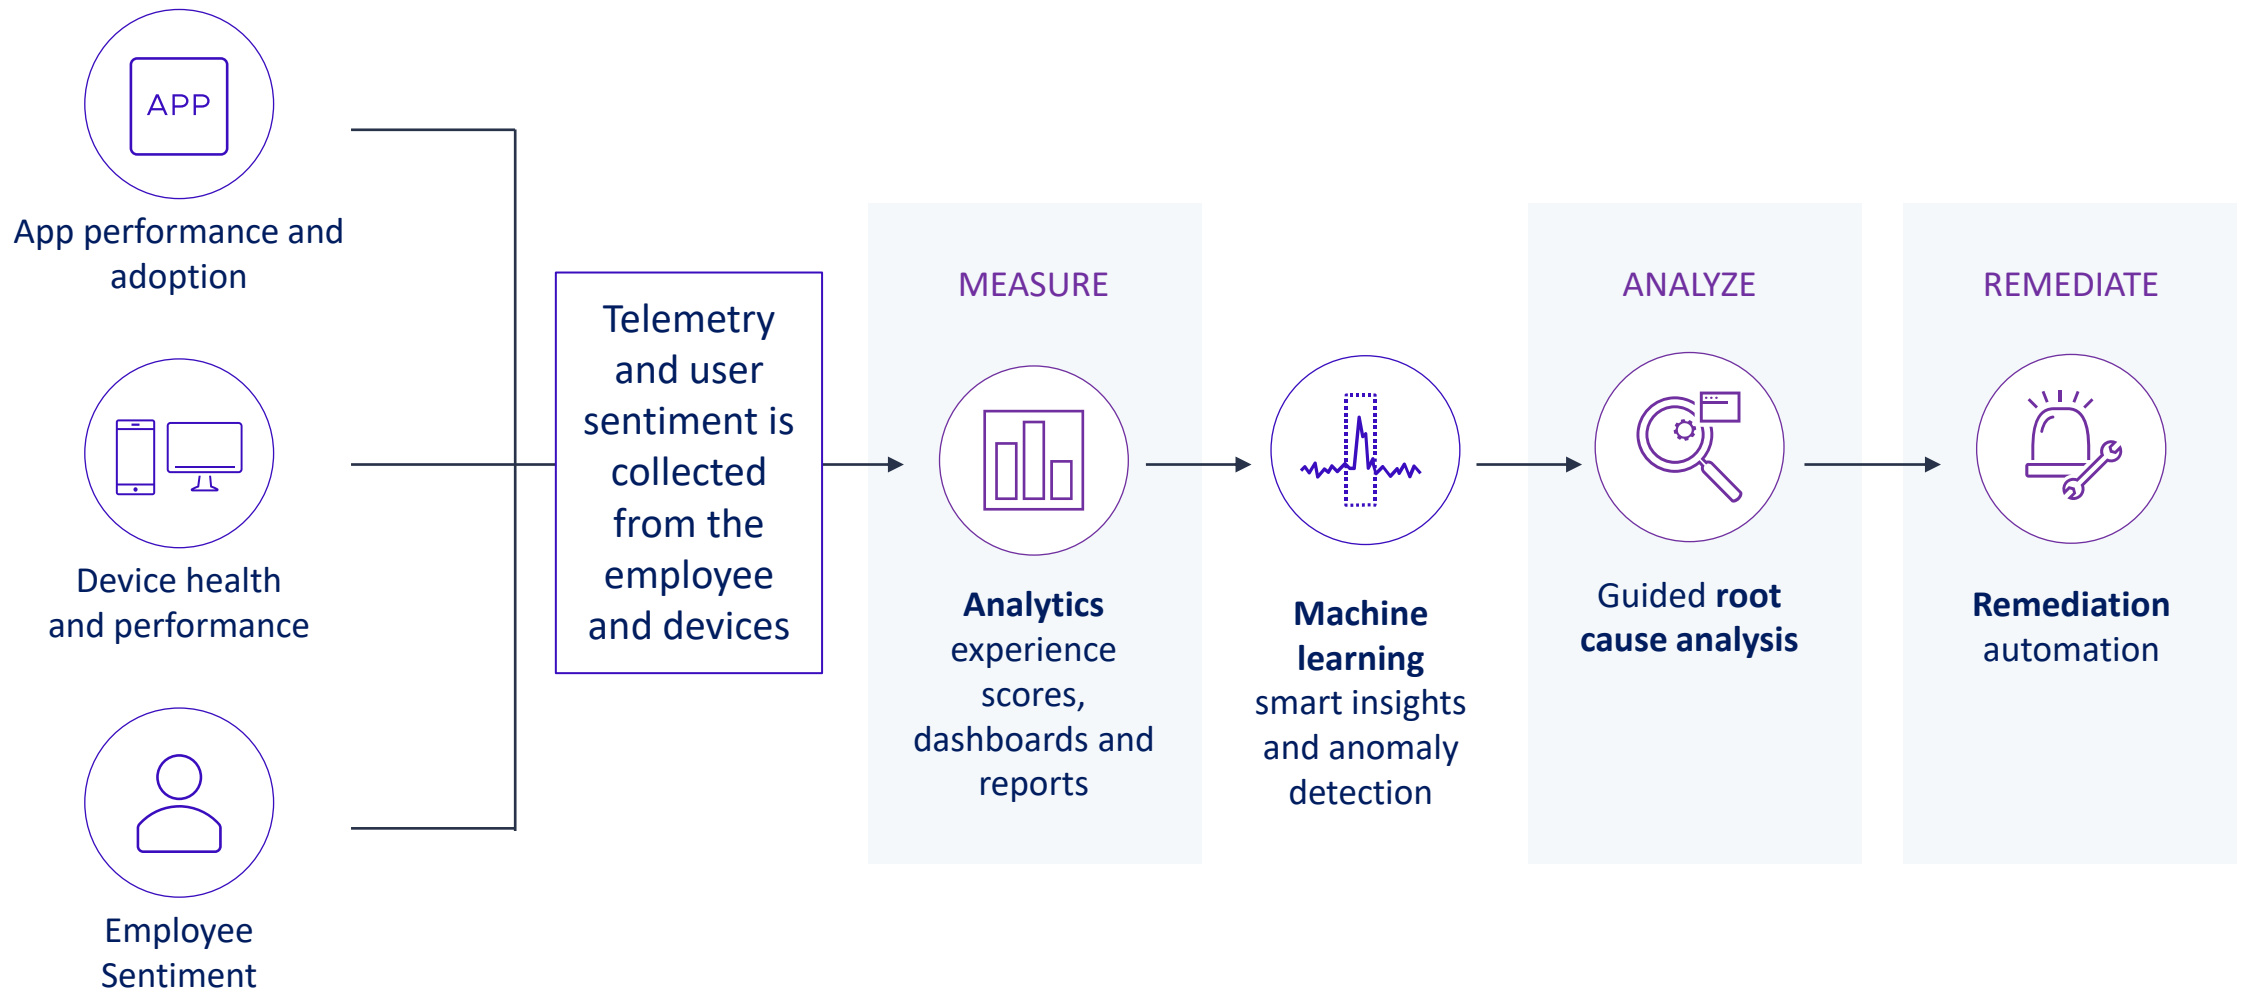 APP
App performance and
adoption
Device health
and performance
Employee
Sentiment
Telemetry
and user
sentiment is
collected
from the
employee
and devices
MEASURE
Analytics
experience
scores,
dashboards and
reports
Machine
learning
smart insights
and anomaly
detection
ANALYZE
Guided root
cause analysis
REMEDIATE
Remediation
automation